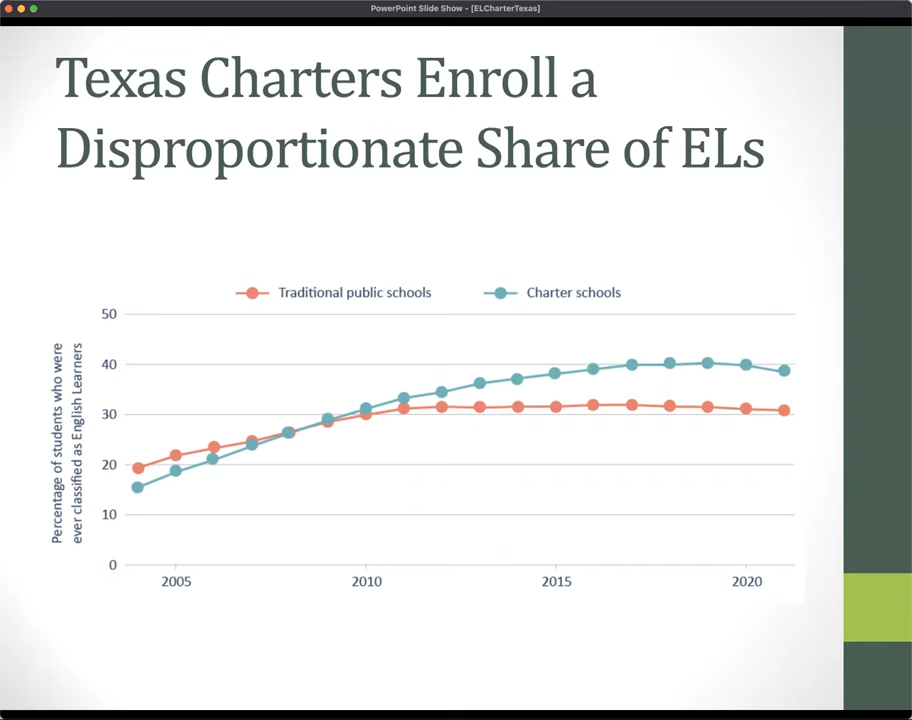 PowerPoint Slide Show - [ELCharterTexas]
Texas Charters Enroll a
Disproportionate Share of ELs
Traditional public schools
Charter schools
Percentage of students who were
ever classified as English Learners
50
40
30
20
10
0
2005
2010
2015
2020